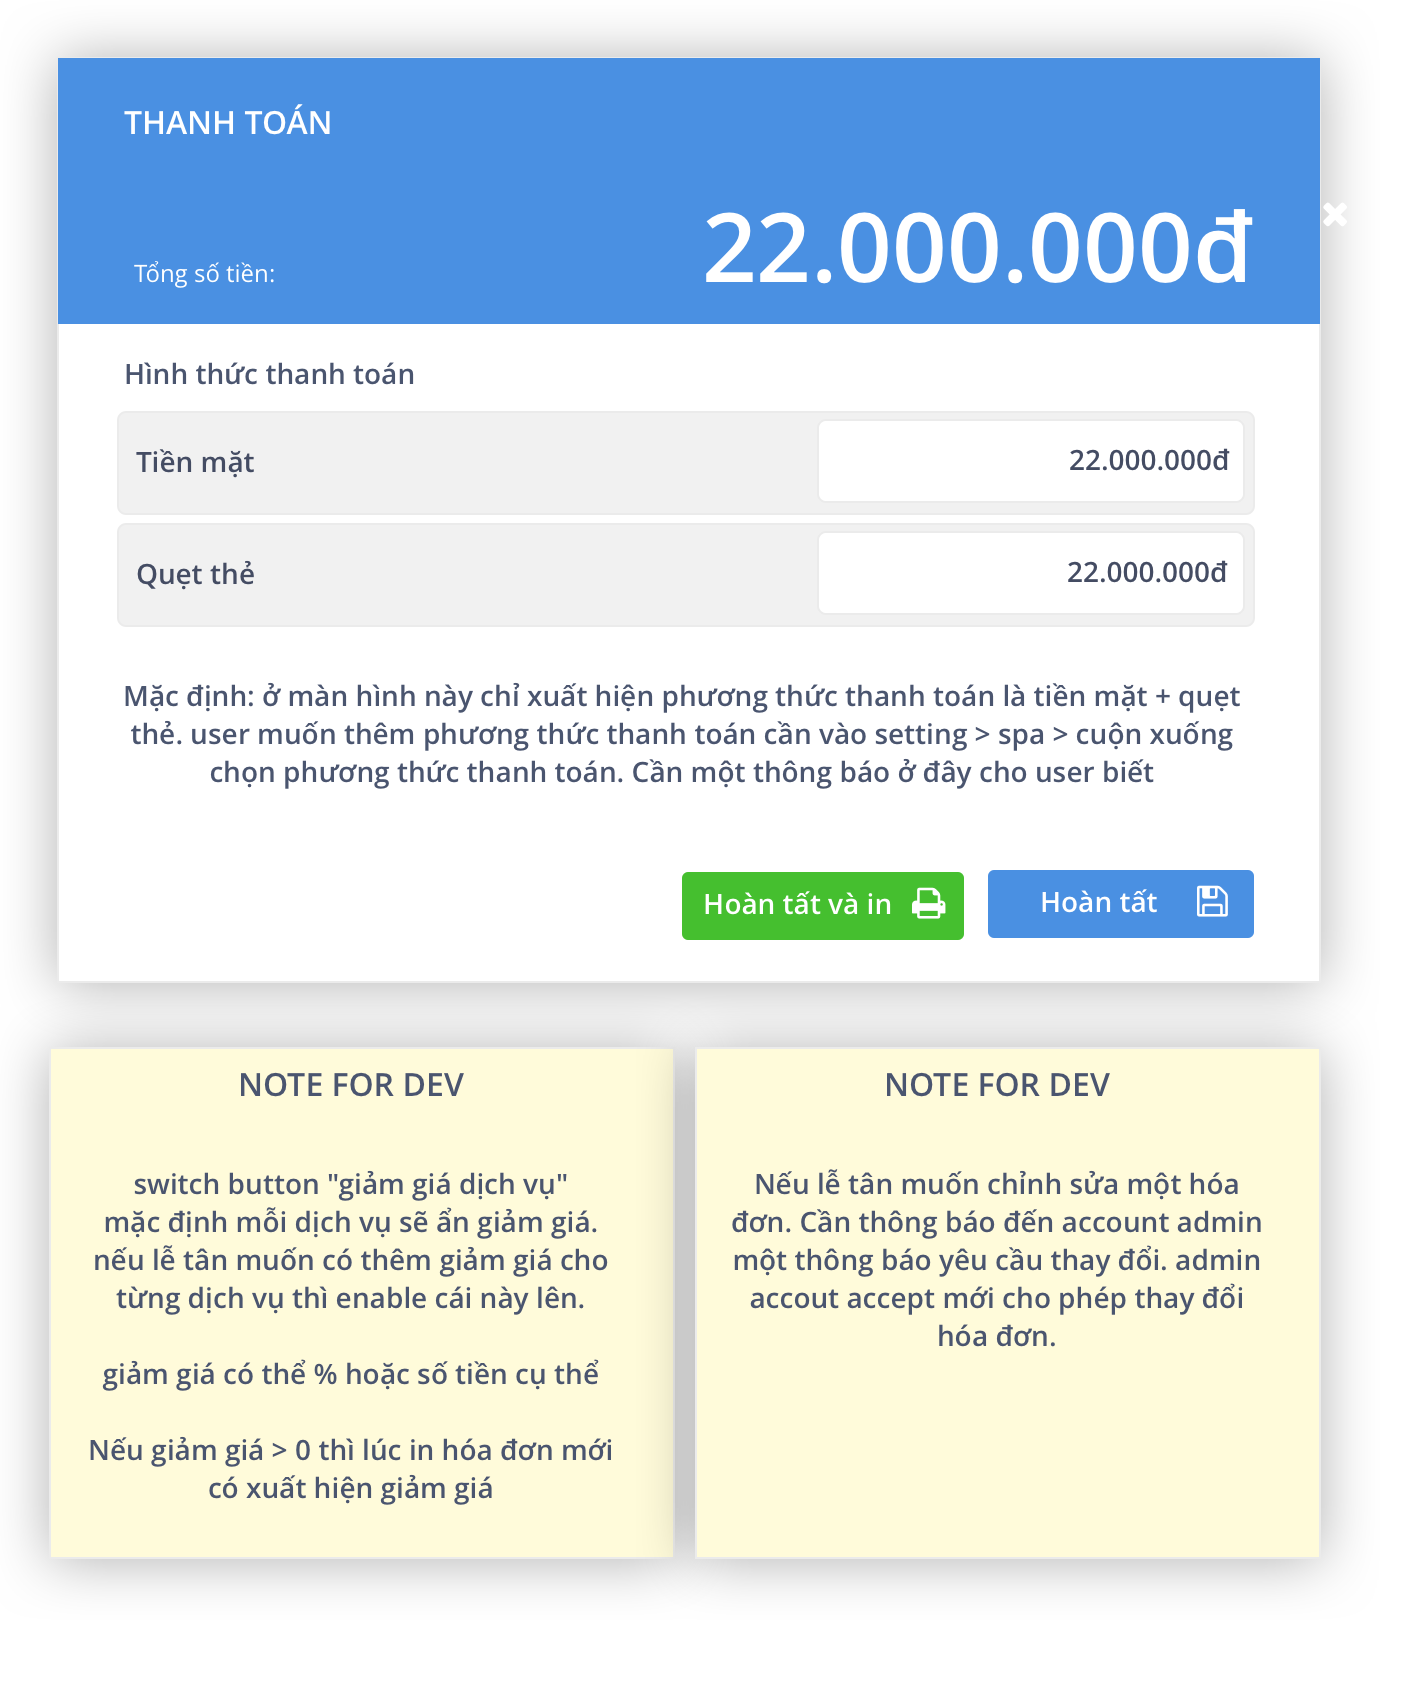 THANH TOÁN
Tổng số tiền:
22.000.000đ
Hình thức thanh toán
Tiền mặt
22.000.000đ
Quẹt thẻ
22.000.000đ
Mặc định: ở màn hình này chỉ xuất hiện phương thức thanh toán là tiền mặt + quẹt
thẻ. user muốn thêm phương thức thanh toán cần vào setting > spa > cuộn xuống
chọn phương thức thanh toán. Cần một thông báo ở đây cho user biết
Hoàn tất và in
Hoàn tất
NOTE FOR DEV
switch button "giảm giá dịch vụ"
mặc định mỗi dịch vụ sẽ ẩn giảm giá.
nếu lễ tân muốn có thêm giảm giá cho
từng dịch vụ thì enable cái này lên.
giảm giá có thể % hoặc số tiền cụ thể
Nếu giảm giá > 0 thì lúc in hóa đơn mới
có xuất hiện giảm giá
NOTE FOR DEV
Nếu lễ tân muốn chỉnh sửa một hóa
đơn. Cần thông báo đến account admin
một thông báo yêu cầu thay đổi. admin
accout accept mới cho phép thay đổi
hóa đơn.